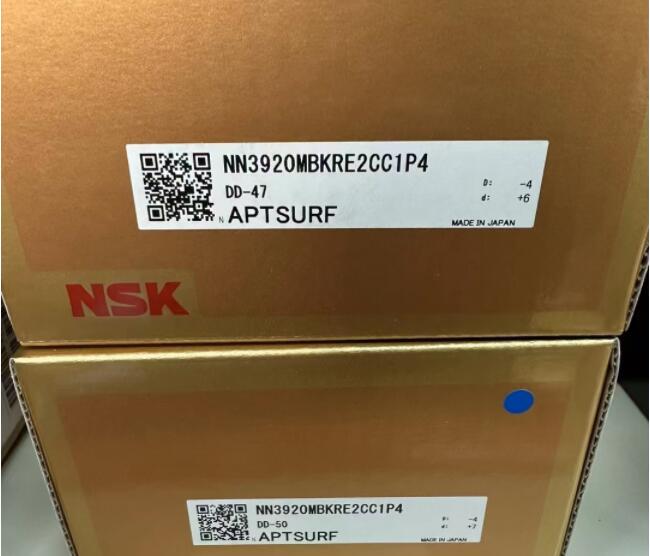 NN3920MBKRE2CC1P4
DD-47
D: -4
d: +6
N APTSURF
MADE IN JAPAN
NSK
NN3920MBKRE2CC1P4
DD-50
D: -4
d: +7
N APTSURF
MADE IN JAPAN